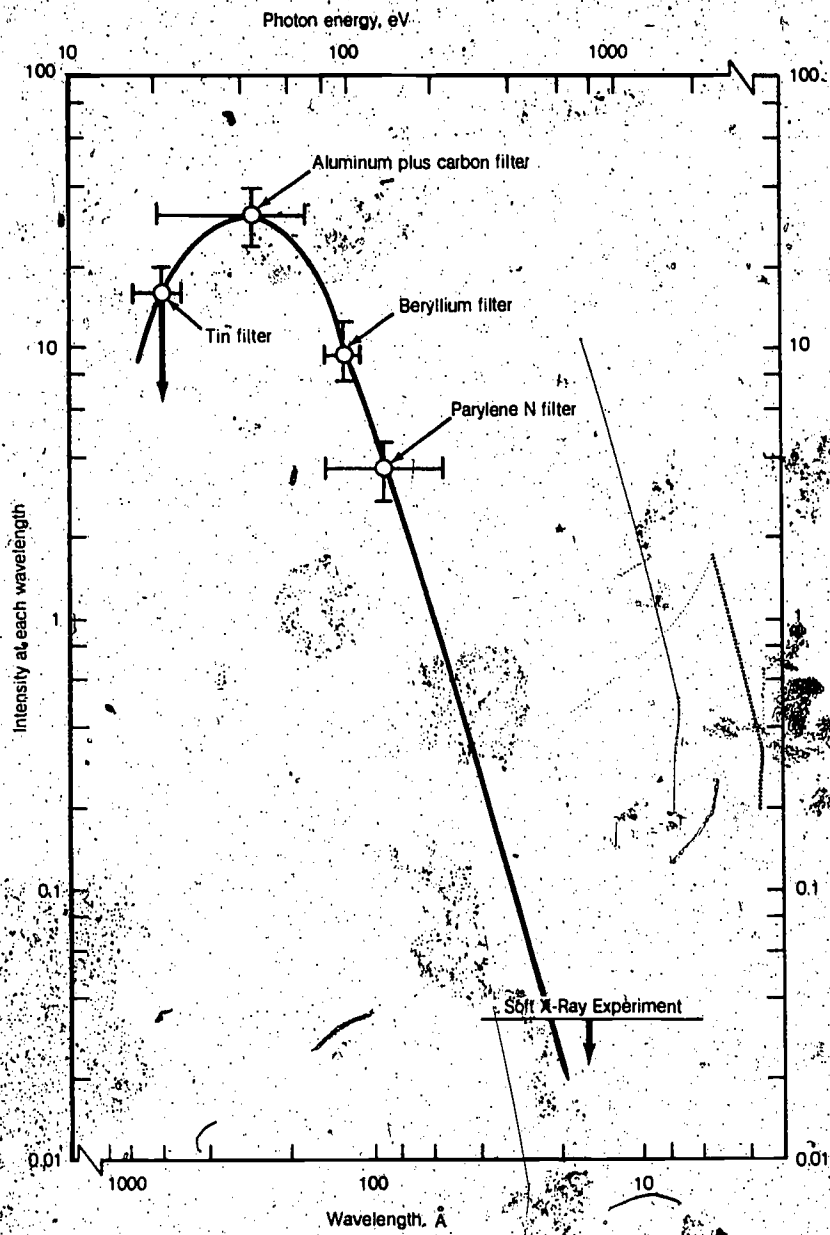 Photon energy, eV
10 100 1000
100 100
Aluminum plus carbon filter
Beryllium filter
Tin filter
10 10
Parylene N filter
Intensity at each wavelength
1 1
0.1 0.1
Soft X-Ray Experiment
0.01 0.01
1000 100 10
Wavelength, Å